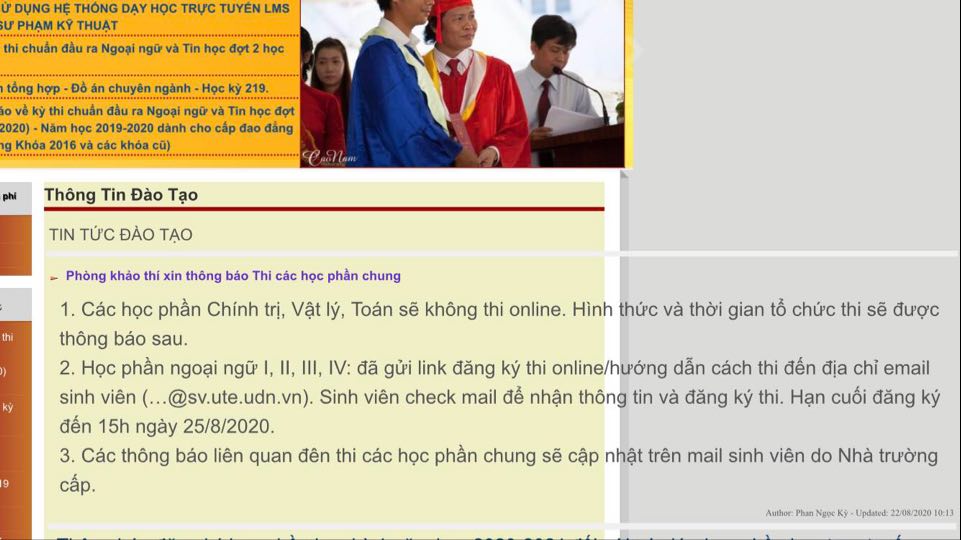 Ử DỤNG HỆ THỐNG DẠY HỌC TRỰC TUYẾN LMS
SƯ PHẠM KỸ THUẬT
thi chuẩn đầu ra Ngoại ngữ và Tin học đợt 2 học
tổng hợp - Đồ án chuyên ngành - Học kỳ 219.
áo về kỳ thi chuẩn đầu ra Ngoại ngữ và Tin học đợt
2020) - Năm học 2019-2020 dành cho cấp đao đẳng
ng Khóa 2016 và các khóa cũ)
CaoNam
phí
Thông Tin Đào Tạo
TIN TỨC ĐÀO TẠO
Phòng khảo thí xin thông báo Thi các học phần chung
1. Các học phần Chính trị, Vật lý, Toán sẽ không thi online. Hình thức và thời gian tổ chức thi sẽ được
thông báo sau.
2. Học phần ngoại ngữ I, II, III, IV: đã gửi link đăng ký thi online/hướng dẫn cách thi đến địa chỉ email
sinh viên (…@sv.ute.udn.vn). Sinh viên check mail để nhận thông tin và đăng ký thi. Hạn cuối đăng ký
đến 15h ngày 25/8/2020.
3. Các thông báo liên quan đên thi các học phần chung sẽ cập nhật trên mail sinh viên do Nhà trường
cấp.
thi
0)
kỳ
19
Author: Phan Ngọc Kỳ - Updated: 22/08/2020 10:13